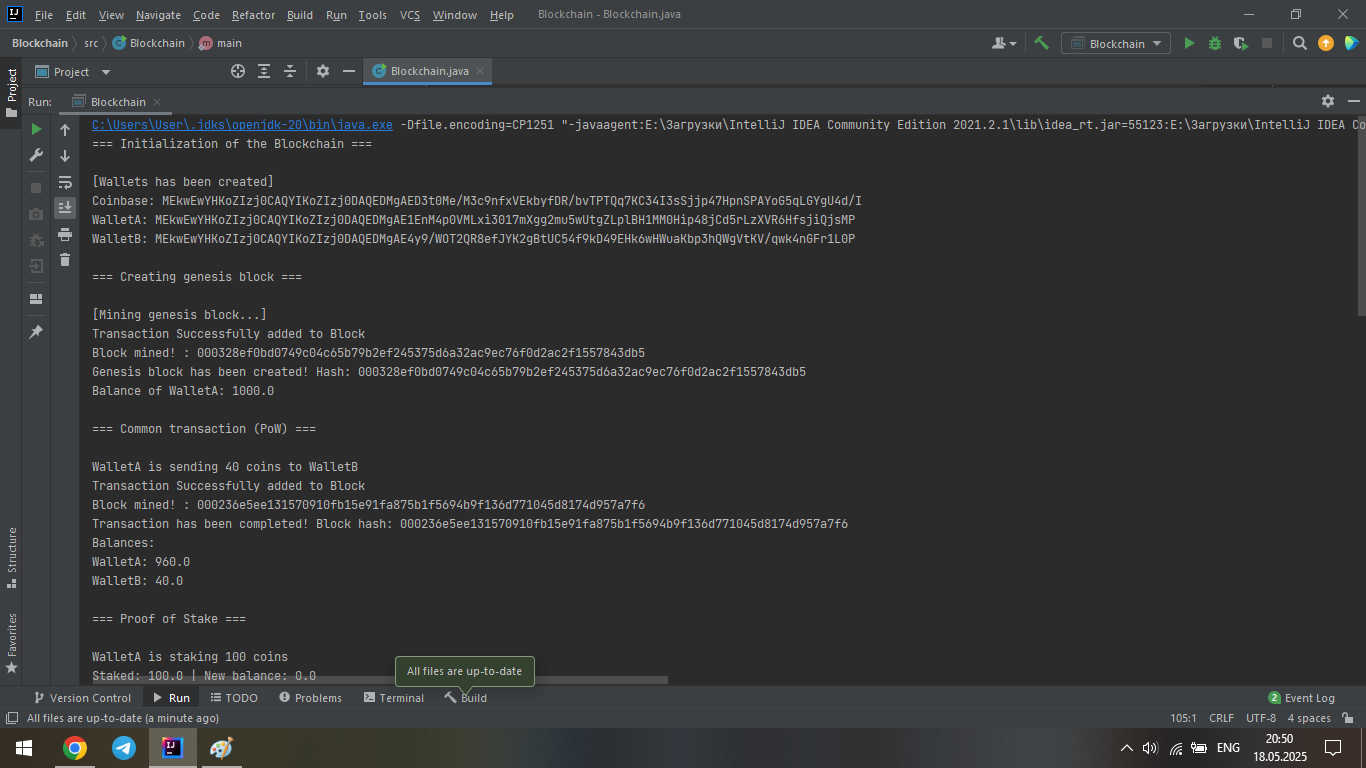 File Edit View Navigate Code Refactor Build Run Tools VCS Window Help Blockchain - Blockchain.java
Blockchain src Blockchain main Blockchain
Project Blockchain.java
Project
Run: Blockchain
C:\Users\User\.jdks\openjdk-20\bin\java.exe -Dfile.encoding=CP1251 "-javaagent:E:\Загрузки\IntelliJ IDEA Community Edition 2021.2.1\lib\idea_rt.jar=55123:E:\Загрузки\IntelliJ IDEA Co
=== Initialization of the Blockchain ===
[Wallets has been created]
Coinbase: MEkwEwYHKoZIzj0CAQYIKoZIzj0DAQEDMgAED3t0Me/M3c9nfxVEkbyfDR/bvTPTQq7KC34I3sSjjp47HpnSPAYoG5qLGYgU4d/I
WalletA: MEkwEwYHKoZIzj0CAQYIKoZIzj0DAQEDMgAE1EnM4p0VMLxi3017mXgg2mu5wUtgZLplBH1MM0Hip48jCd5rLzXVR6HfsjiQjsMP
WalletB: MEkwEwYHKoZIzj0CAQYIKoZIzj0DAQEDMgAE4y9/WOT2QR8efJYK2gBtUC54f9kD49EHk6wHWuaKbp3hQWgVtKV/qwk4nGFr1L0P
=== Creating genesis block ===
[Mining genesis block...]
Transaction Successfully added to Block
Block mined! : 000328ef0bd0749c04c65b79b2ef245375d6a32ac9ec76f0d2ac2f1557843db5
Genesis block has been created! Hash: 000328ef0bd0749c04c65b79b2ef245375d6a32ac9ec76f0d2ac2f1557843db5
Balance of WalletA: 1000.0
=== Common transaction (PoW) ===
WalletA is sending 40 coins to WalletB
Transaction Successfully added to Block
Block mined! : 000236e5ee131570910fb15e91fa875b1f5694b9f136d771045d8174d957a7f6
Transaction has been completed! Block hash: 000236e5ee131570910fb15e91fa875b1f5694b9f136d771045d8174d957a7f6
Balances:
WalletA: 960.0
WalletB: 40.0
=== Proof of Stake ===
WalletA is staking 100 coins
Staked: 100.0 | New balance: 0.0
Structure
Favorites
All files are up-to-date
Version Control Run TODO Problems Terminal Build 2 Event Log
All files are up-to-date (a minute ago) 105:1 CRLF UTF-8 4 spaces
ENG 20:50
18.05.2025